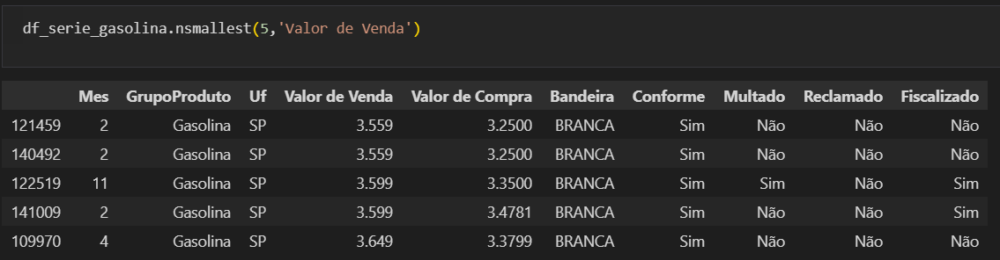 df_serie_gasolina.nsmallest(5,'Valor de Venda')
Mes GrupoProduto Uf Valor de Venda Valor de Compra Bandeira Conforme Multado Reclamado Fiscalizado
121459 2 Gasolina SP 3.559 3.2500 BRANCA Sim Não Não Não
140492 2 Gasolina SP 3.559 3.2500 BRANCA Sim Não Não Não
122519 11 Gasolina SP 3.599 3.3500 BRANCA Sim Sim Não Sim
141009 2 Gasolina SP 3.599 3.4781 BRANCA Sim Não Não Sim
109970 4 Gasolina SP 3.649 3.3799 BRANCA Sim Não Não Não